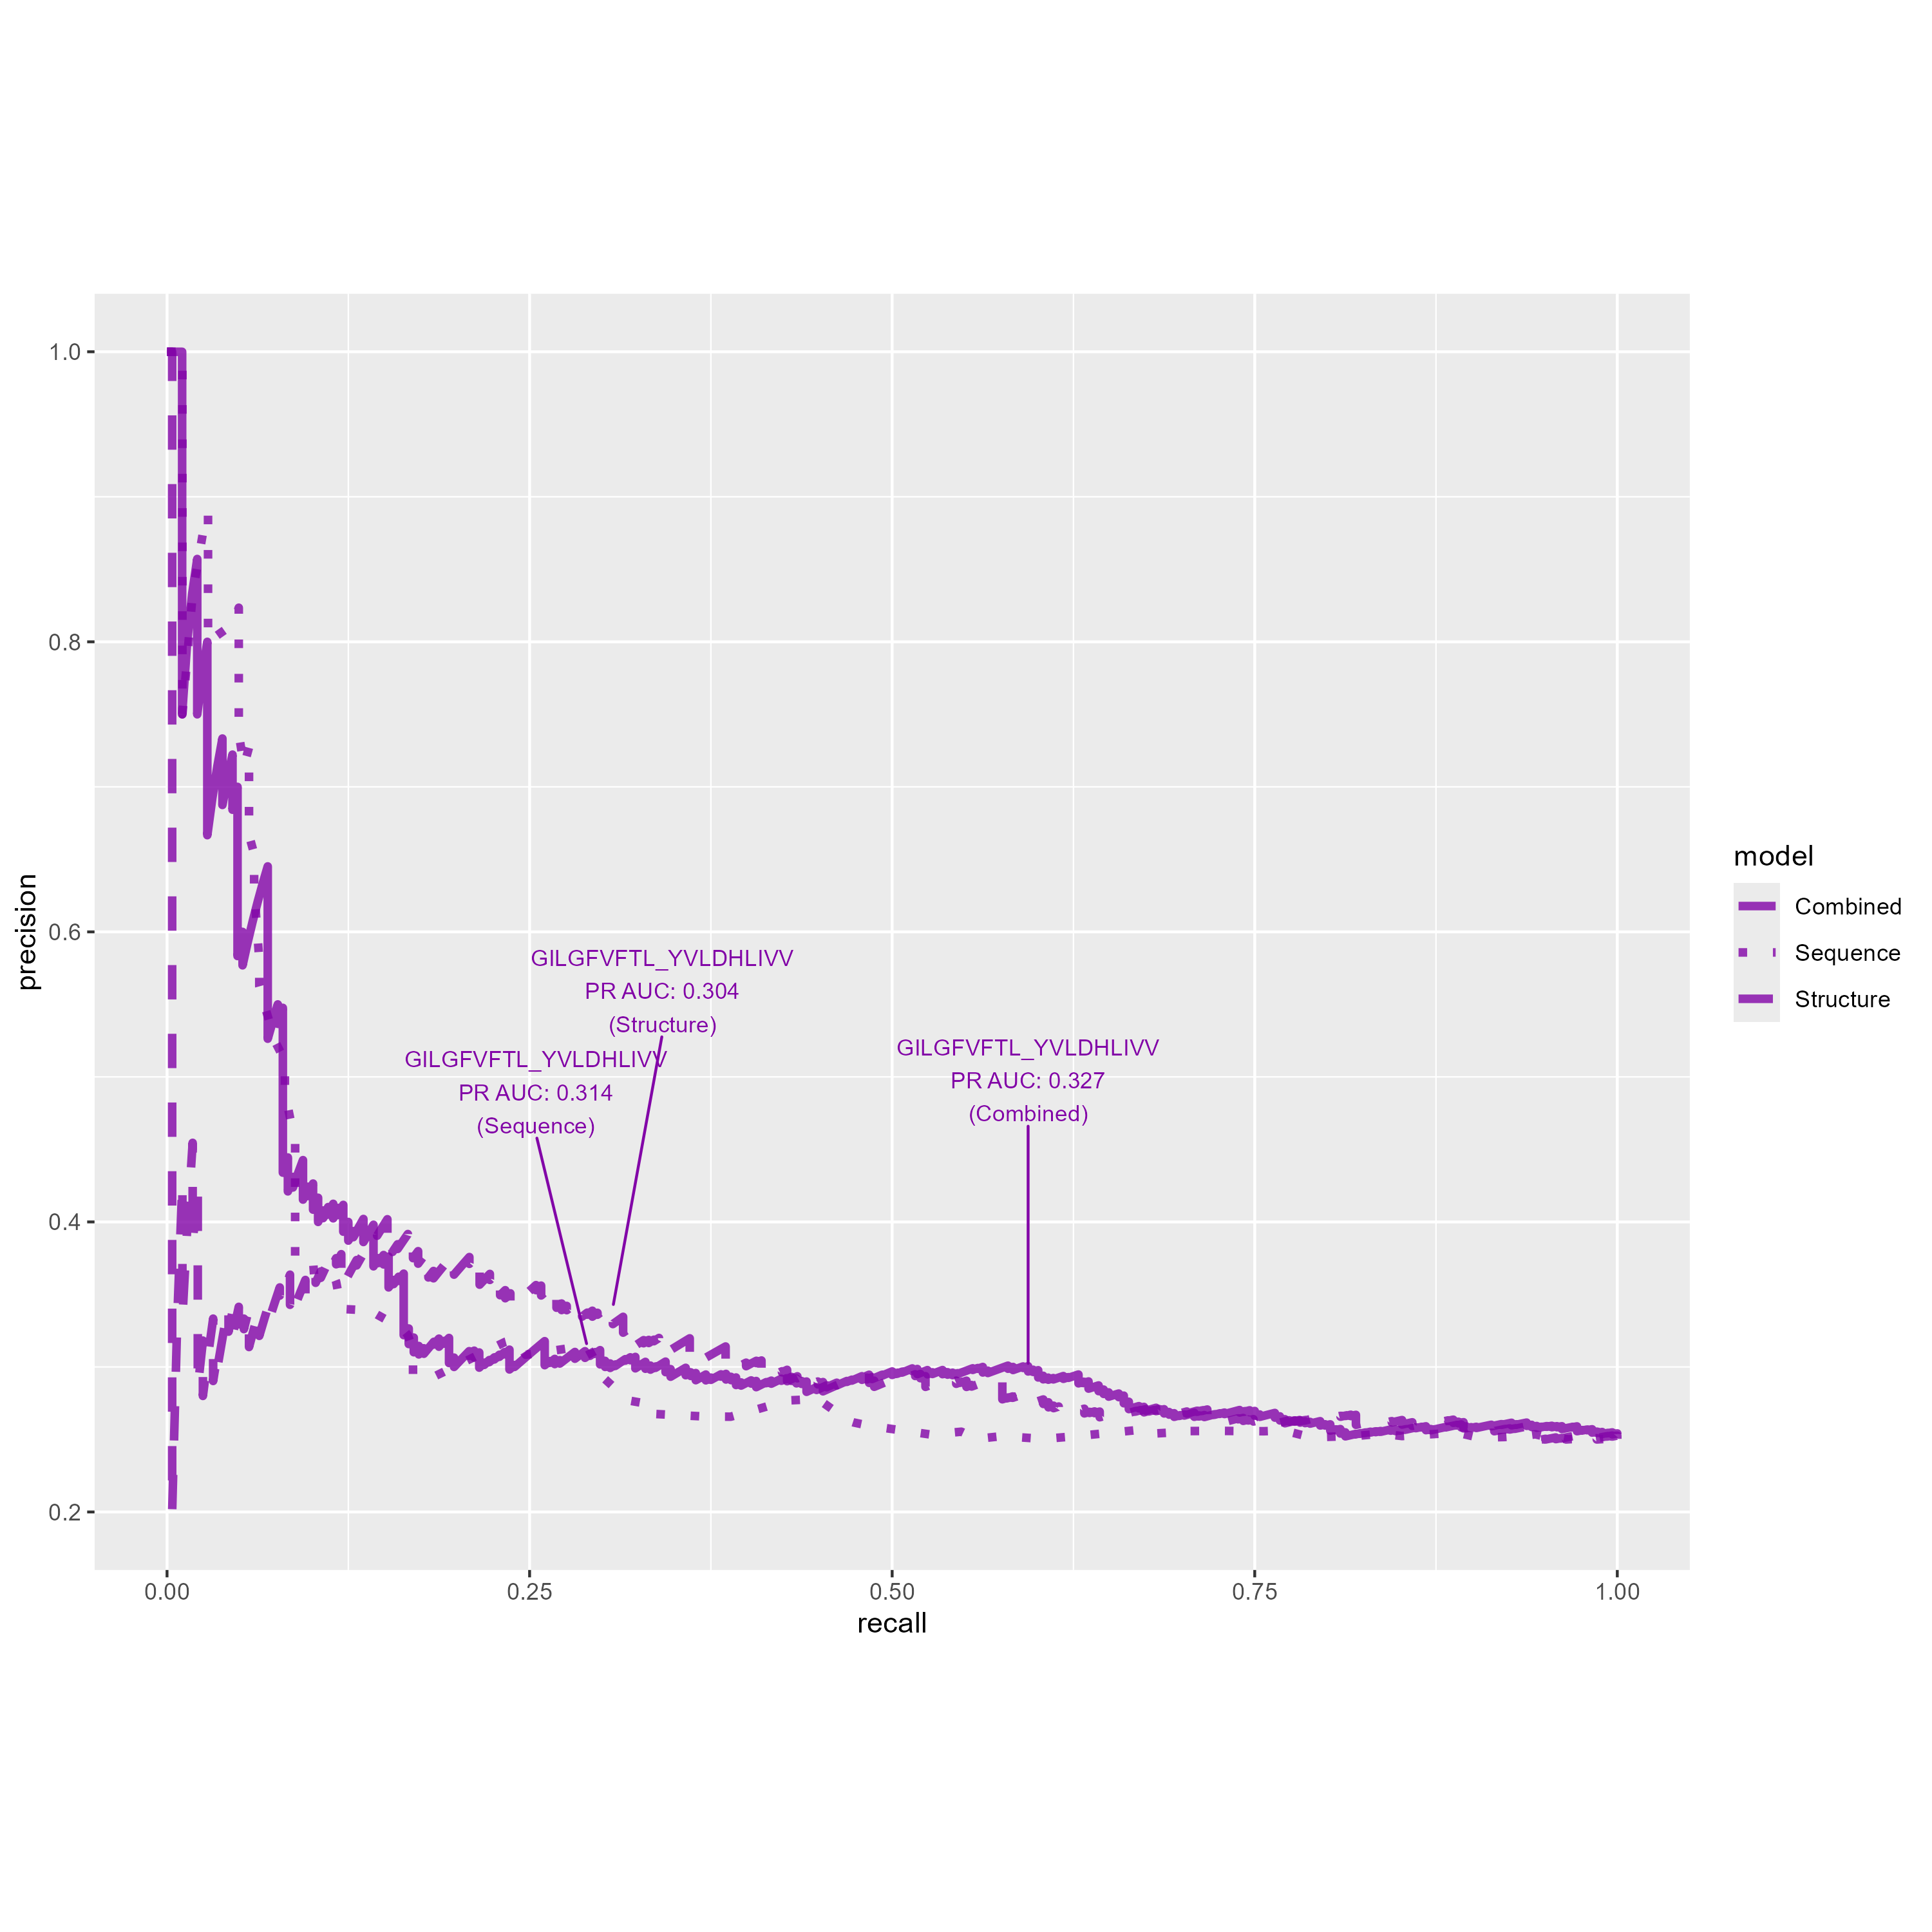 1.0
0.8
0.6
0.4
0.2
precision
GILGFVFTL_YVLDHLIVV
PR AUC: 0.304
(Structure)
GILGFVFTL_YVLDHLIVV
PR AUC: 0.314
(Sequence)
GILGFVFTL_YVLDHLIVV
PR AUC: 0.327
(Combined)
0.00
0.25
0.50
0.75
1.00
recall
model
Combined
Sequence
Structure